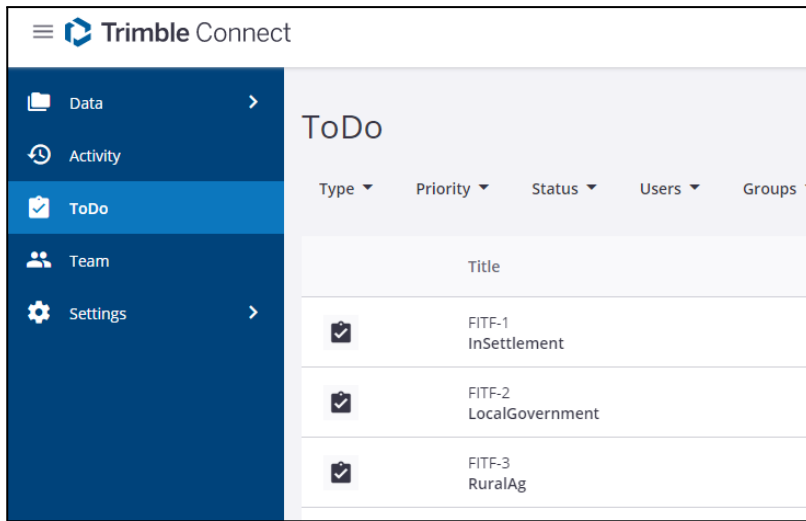 Trimble Connect
Data
Activity
ToDo
Team
Settings
ToDo
Type Priority Status Users Groups
Title
FITF-1
InSettlement
FITF-2
LocalGovernment
FITF-3
RuralAg